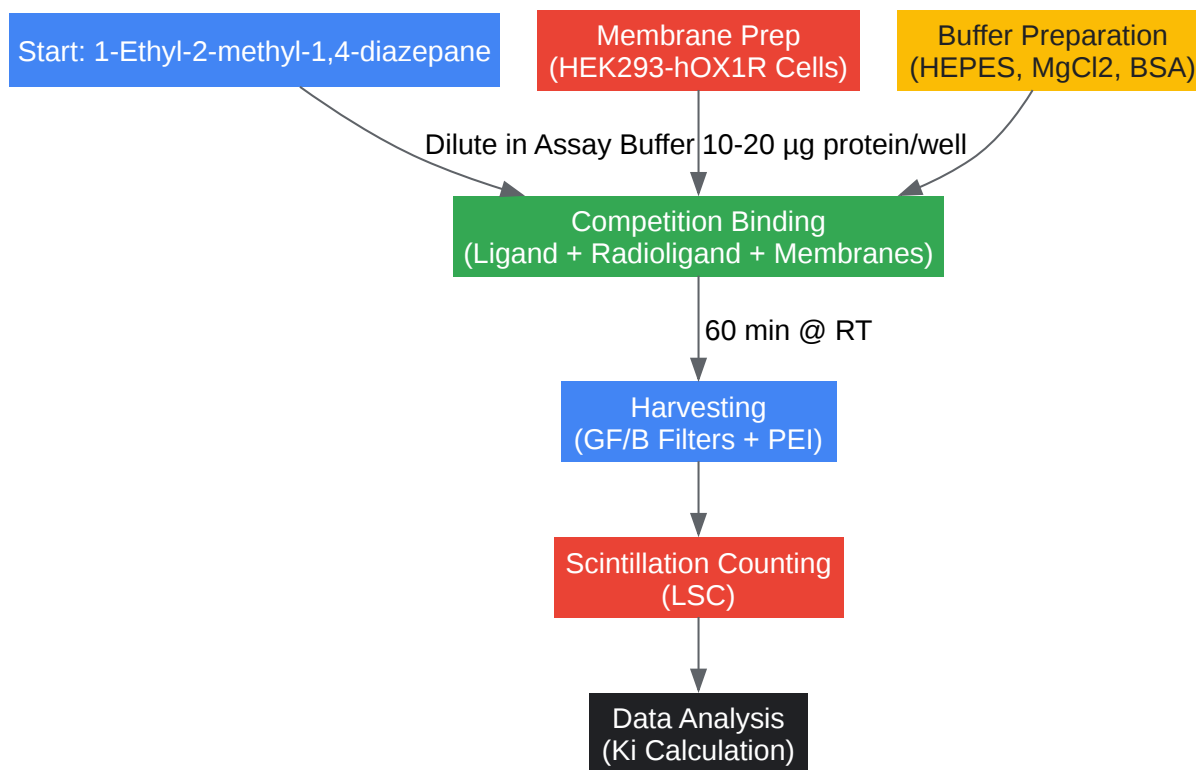 Start: 1-Ethyl-2-methyl-1,4-diazepane
Membrane Prep
(HEK293-hOX1R Cells)
Buffer Preparation
(HEPES, MgCl2, BSA)
Dilute in Assay Buffer
10-20 µg protein/well
Competition Binding
(Ligand + Radioligand + Membranes)
60 min @ RT
Harvesting
(GF/B Filters + PEI)
Scintillation Counting
(LSC)
Data Analysis
(Ki Calculation)